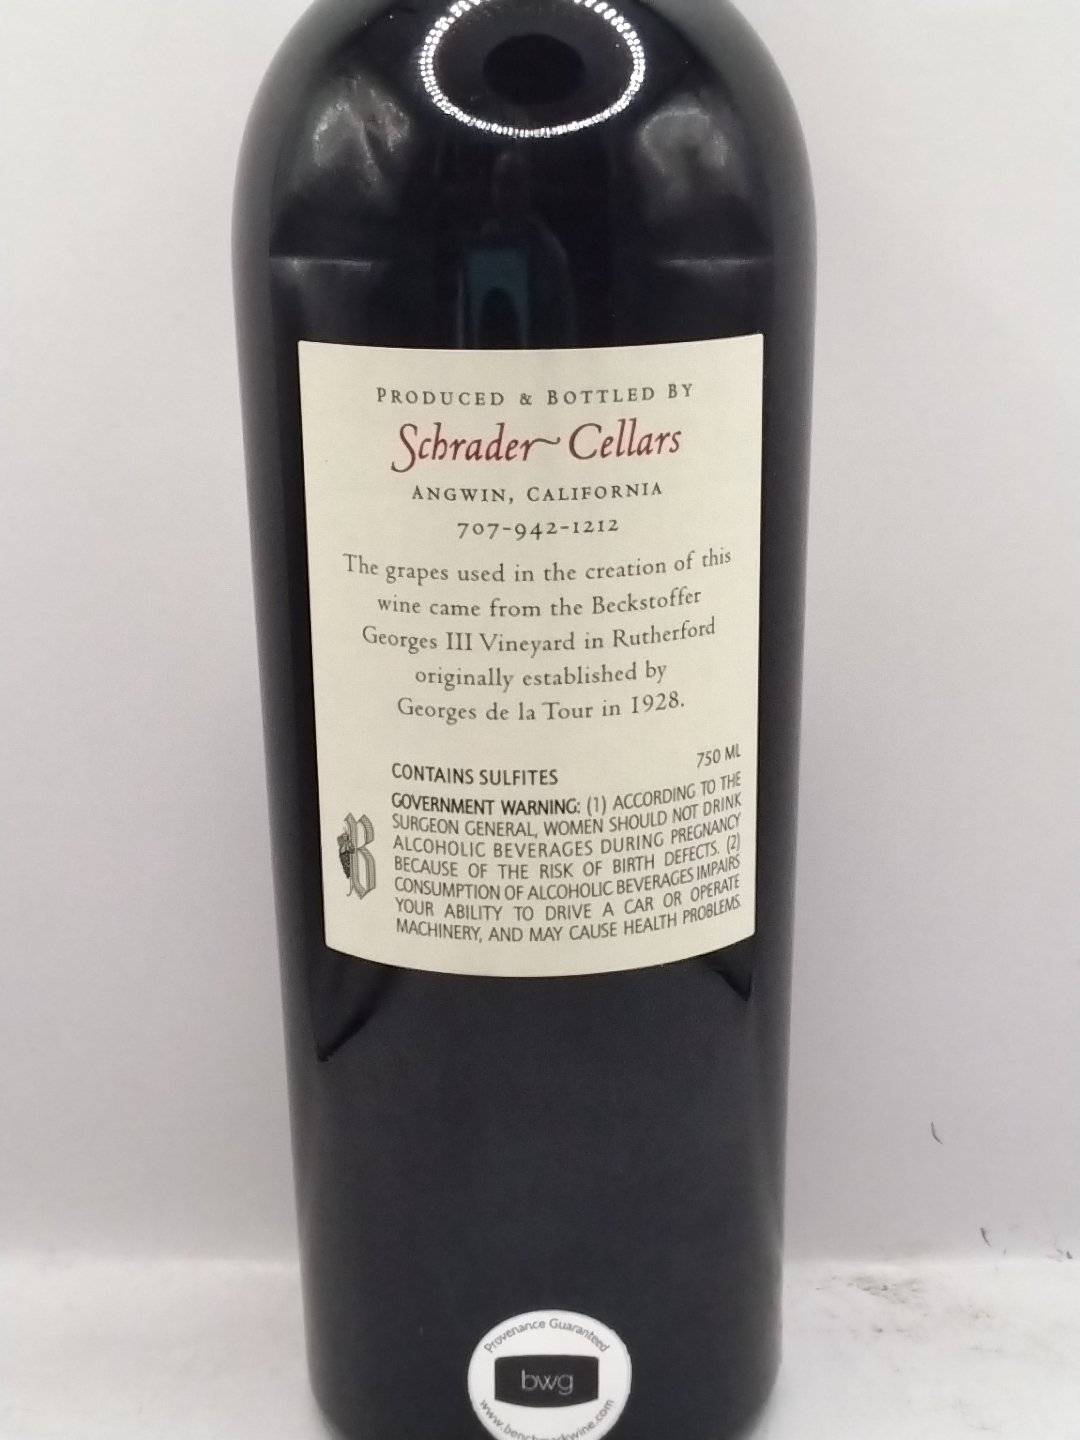 PRODUCED & BOTTLED BY
Schrader Cellars
ANGWIN, CALIFORNIA
707-942-1212
The grapes used in the creation of this
wine came from the Beckstoffer
Georges III Vineyard in Rutherford
originally established by
Georges de la Tour in 1928.
750 ML
CONTAINS SULFITES
GOVERNMENT WARNING: (1) ACCORDING TO THE
SURGEON GENERAL, WOMEN SHOULD NOT DRINK
ALCOHOLIC BEVERAGES DURING PREGNANCY
BECAUSE OF THE RISK OF BIRTH DEFECTS. (2)
CONSUMPTION OF ALCOHOLIC BEVERAGES IMPAIRS
YOUR ABILITY TO DRIVE A CAR OR OPERATE
MACHINERY, AND MAY CAUSE HEALTH PROBLEMS.
B
Provenance Guaranteed
bwg
www.benchmarkwine.com